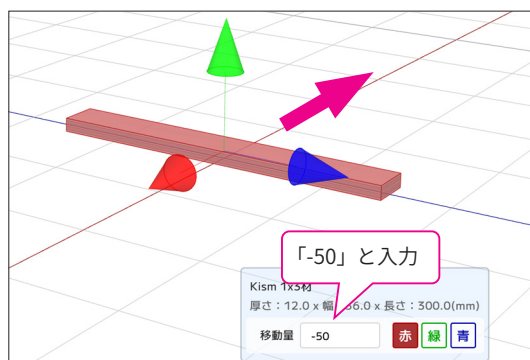 「-50」と入力
Kism 1x3材
厚さ：12.0 x 幅 36.0 x 長さ：300.0(mm)
移動量 -50 赤 緑 青